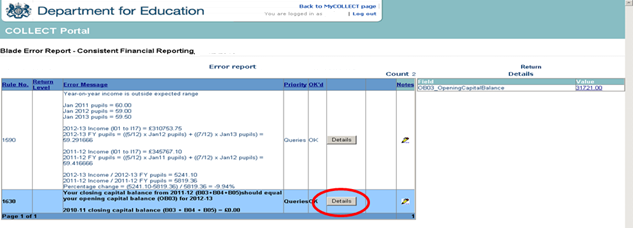 Department for Education
Back to MyCOLLECT page
You are logged in as
Log out
COLLECT Portal
Blade Error Report - Consistent Financial Reporting,
Error report
Count 2
Rule No. Return Level Error Message Priority OK'd Notes
Year-on-year income is outside expected range
Jan 2011 pupils = 60.00
Jan 2012 pupils = 59.00
Jan 2013 pupils = 59.50
2012-13 Income (I01 to I17) = £310753.75
2012-13 FY pupils = ((5/12) x Jan12 pupils) + ((7/12) x Jan13 pupils) =
59.291666
1590 Queries OK Details
2011-12 Income (I01 to I17) = £345767.10
2011-12 FY pupils = ((5/12) x Jan11 pupils) + ((7/12) x Jan12 pupils) =
59.416666
2012-13 Income / 2012-13 FY pupils = 5241.10
2011-12 Income / 2011-12 FY pupils = 5819.36
Percentage change = (5241.10-5819.36) / 5819.36 = -9.94%
Your closing capital balance from 2011-12 (B03+B04+B05)should equal
your opening capital balance (OB03) for 2012-13
1630 Queries OK Details
2010-11 closing capital balance (B03 + B04 + B05) = £0.00
Page 1 of 1 1
Return
Details
Field Value
OB03_OpeningCapitalBalance 31721.00